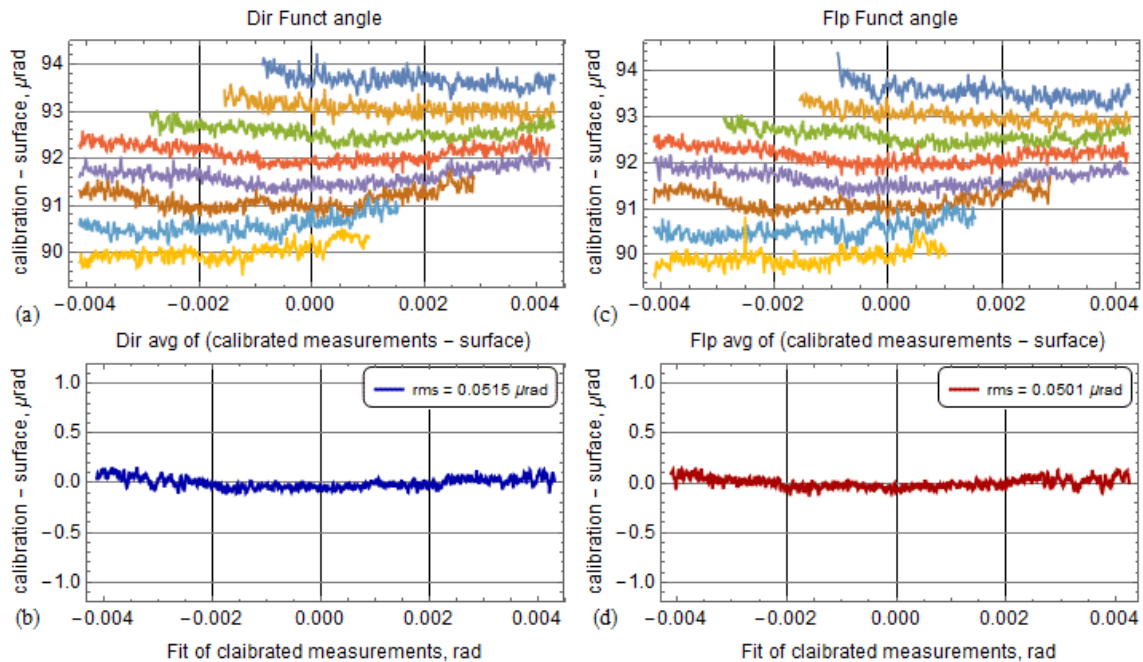 Dir Funct angle
calibration − surface, μrad
94
93
92
91
90
−0.004 −0.002 0.000 0.002 0.004
(a)
Flp Funct angle
calibration − surface, μrad
94
93
92
91
90
−0.004 −0.002 0.000 0.002 0.004
(c)
Dir avg of (calibrated measurements − surface)
calibration − surface, μrad
1.0
0.5
0.0
−0.5
−1.0
rms = 0.0515 μrad
−0.004 −0.002 0.000 0.002 0.004
(b)
Fit of claibrated measurements, rad
Flp avg of (calibrated measurements − surface)
calibration − surface, μrad
1.0
0.5
0.0
−0.5
−1.0
rms = 0.0501 μrad
−0.004 −0.002 0.000 0.002 0.004
(d)
Fit of claibrated measurements, rad